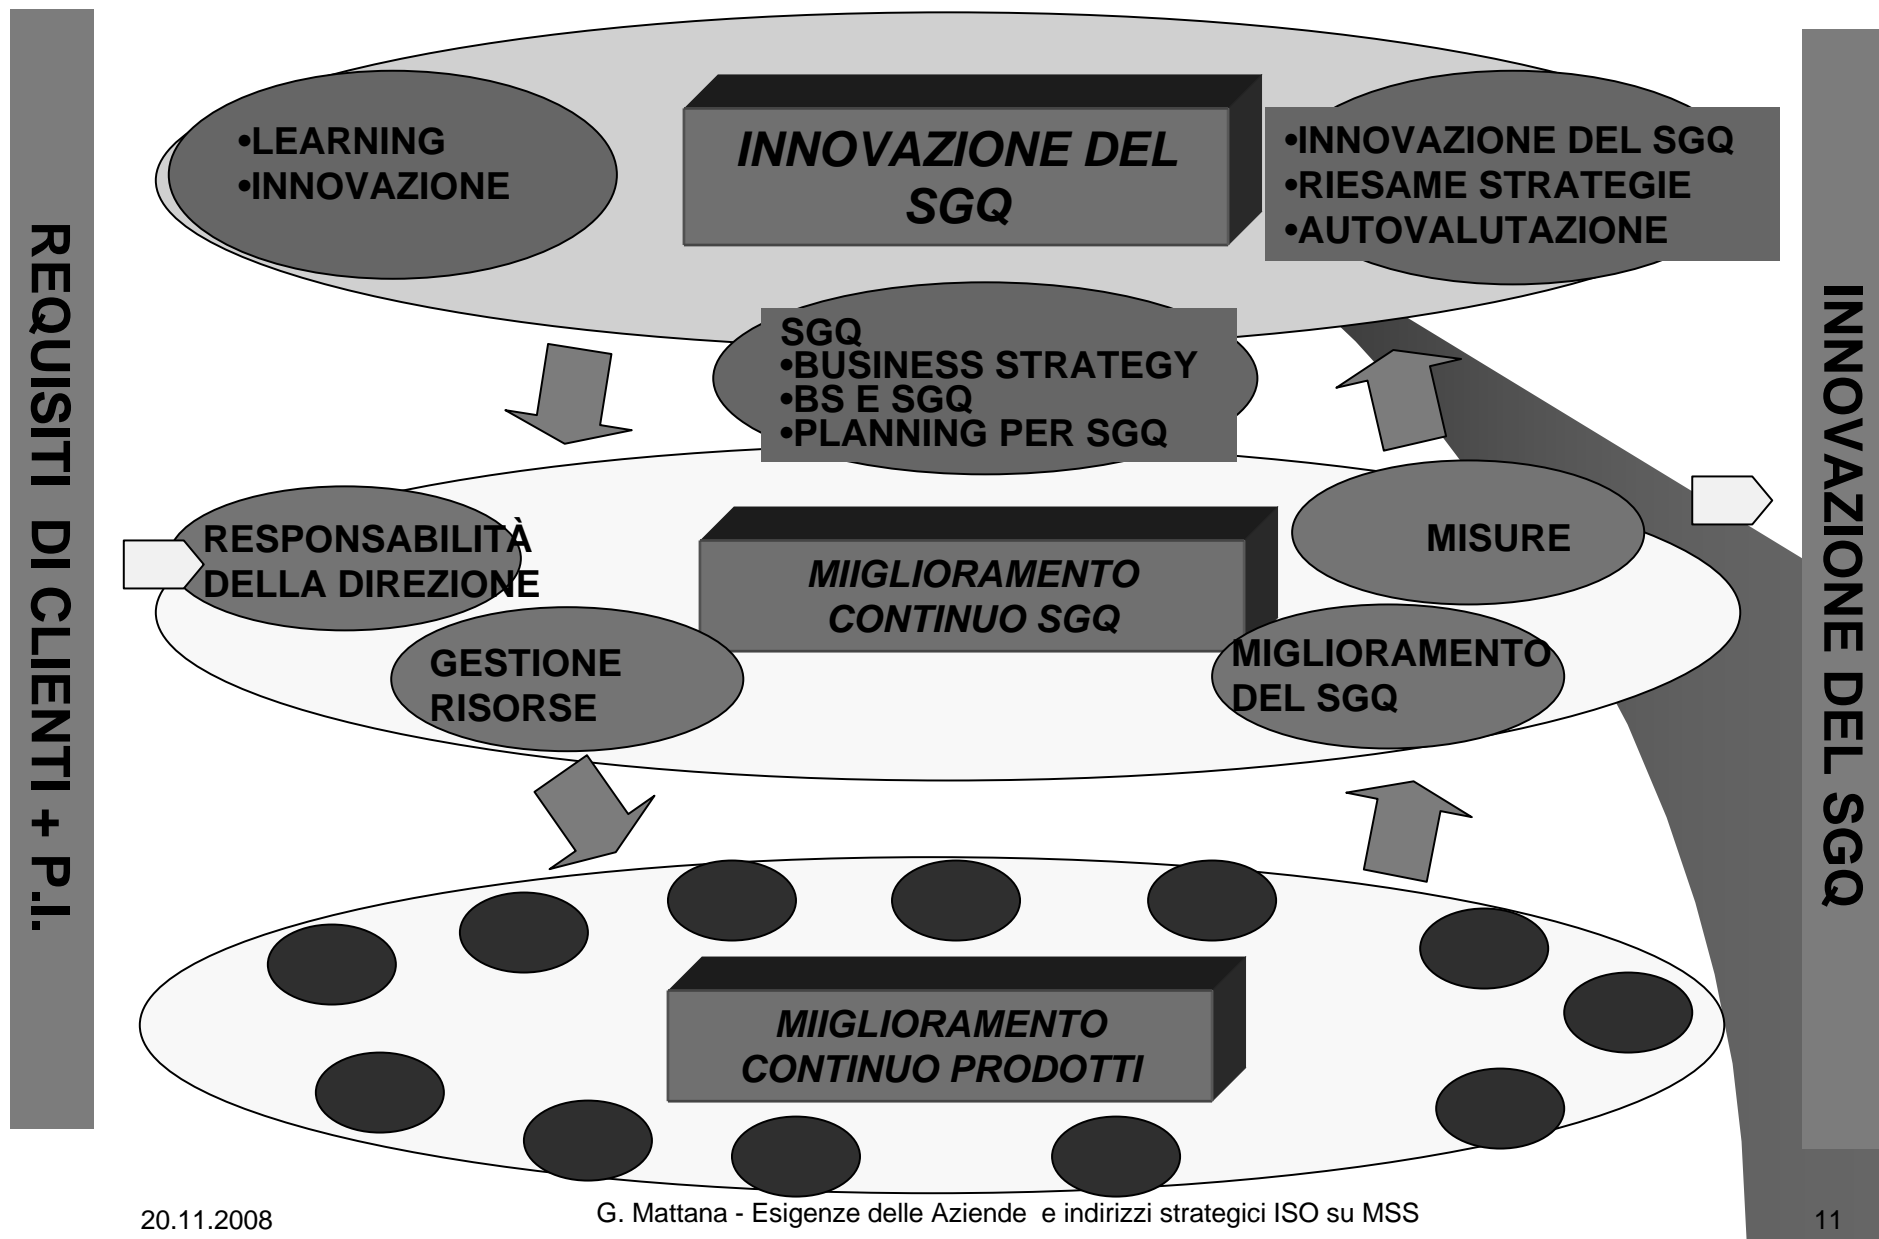 REQUISITI DI CLIENTI + P.I.
•LEARNING
•INNOVAZIONE
INNOVAZIONE DEL
SGQ
•INNOVAZIONE DEL SGQ
•RIESAME STRATEGIE
•AUTOVALUTAZIONE
SGQ
•BUSINESS STRATEGY
•BS E SGQ
•PLANNING PER SGQ
RESPONSABILITÀ
DELLA DIREZIONE
GESTIONE
RISORSE
MIIGLIORAMENTO
CONTINUO SGQ
MISURE
MIGLIORAMENTO
DEL SGQ
MIIGLIORAMENTO
CONTINUO PRODOTTI
INNOVAZIONE DEL SGQ
20.11.2008
G. Mattana - Esigenze delle Aziende e indirizzi strategici ISO su MSS
11